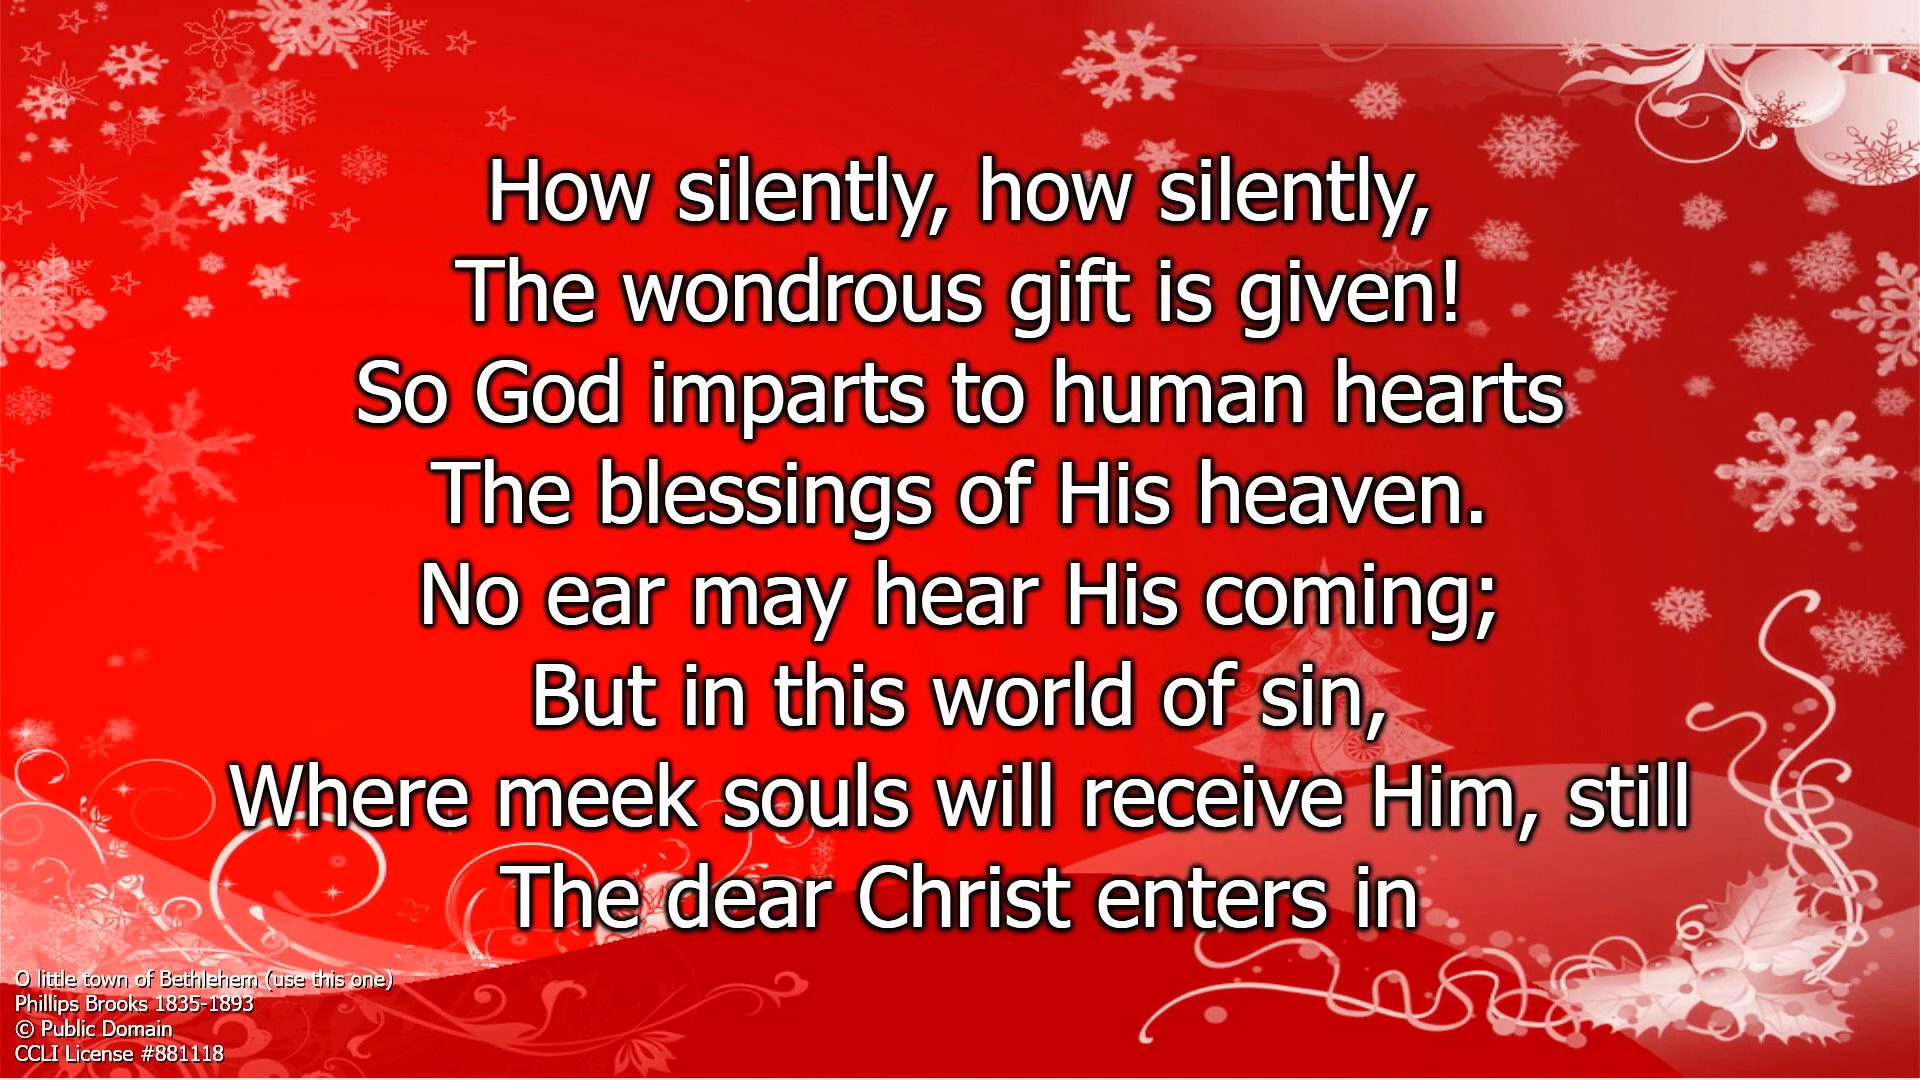 How silently, how silently,
The wondrous gift is given!
So God imparts to human hearts
The blessings of His heaven.
No ear may hear His coming;
But in this world of sin,
Where meek souls will receive Him, still
The dear Christ enters in
O little town of Bethlehem (use this one)
Phillips Brooks 1835-1893
© Public Domain
CCLI License #881118